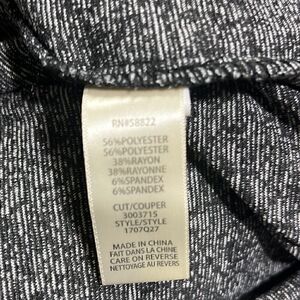 RN#58822
56%POLYESTER
56%POLYESTER
38%RAYON
38%RAYONNE
6%SPANDEX
6%SPANDEX
CUT/COUPER
3003715
STYLE/STYLE
1707Q27
MADE IN CHINA
FAIT DANS LA CHINE
CARE ON REVERSE
NETTOYAGE AU REVERS